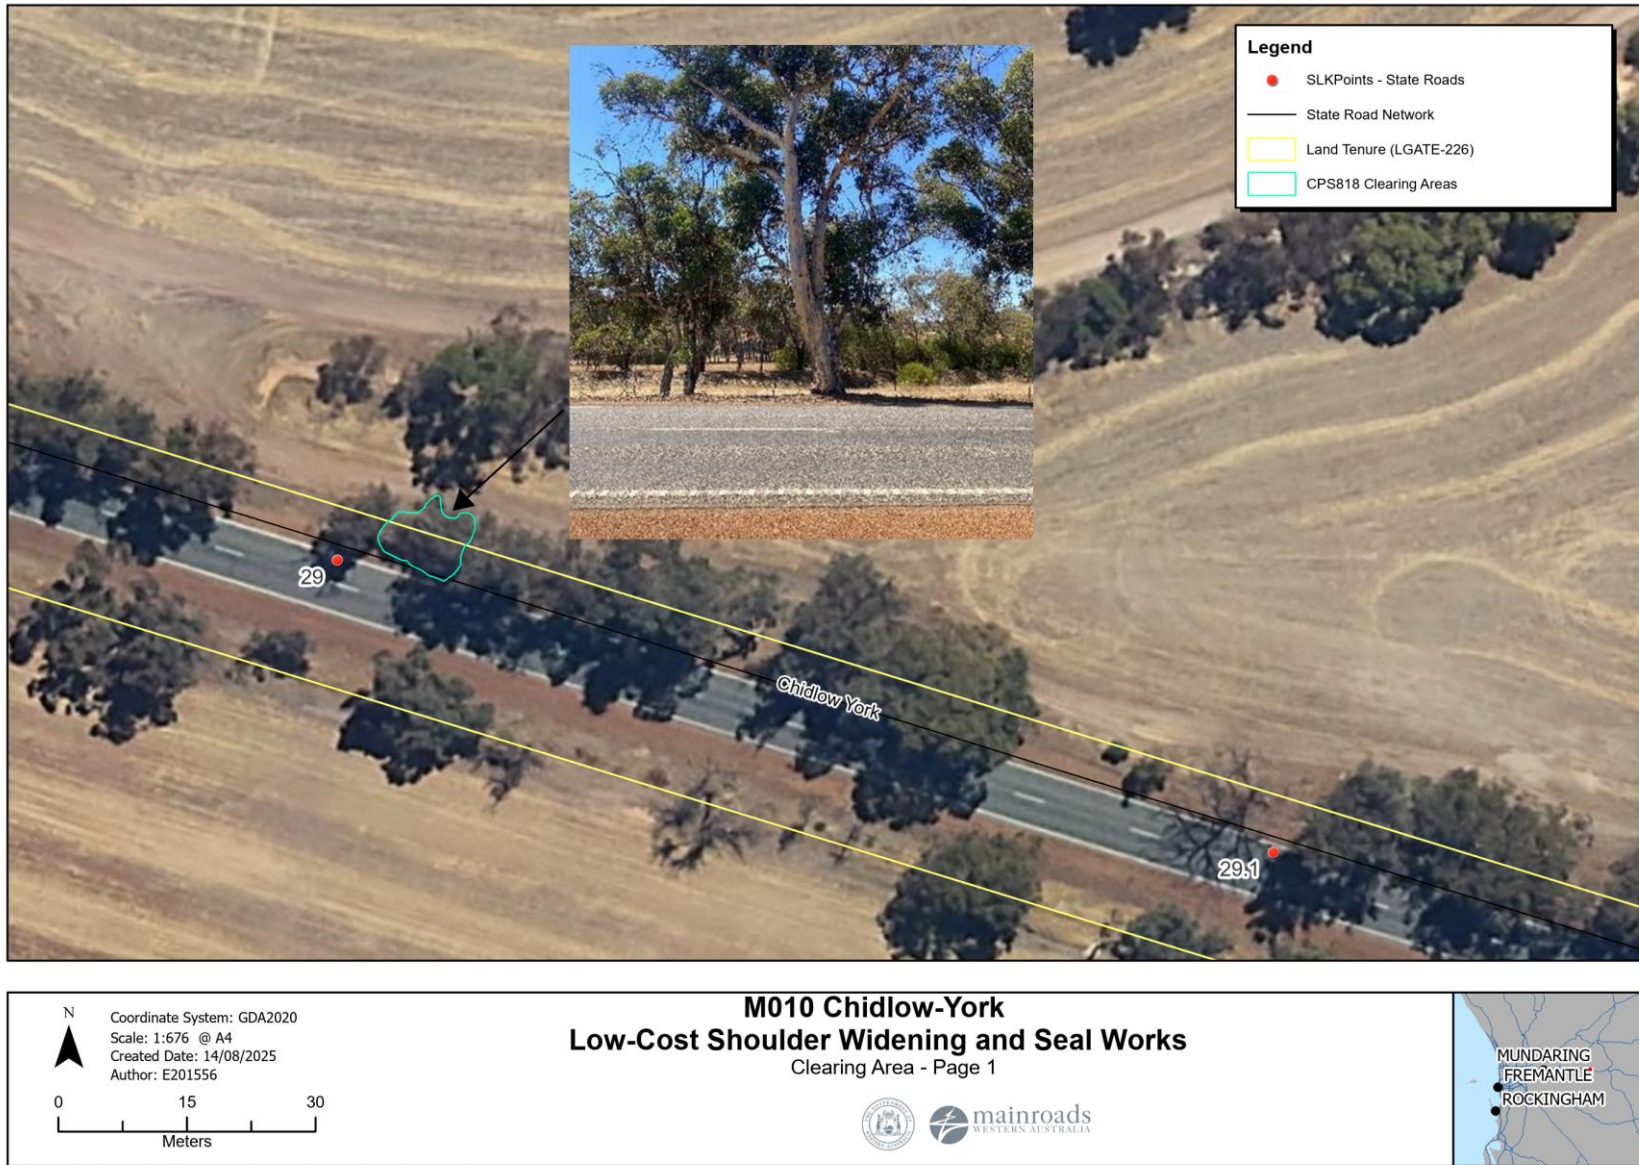 Legend
SLKPoints - State Roads
State Road Network
Land Tenure (LGATE-226)
CPS818 Clearing Areas
29
Chidlow York
29.1
N
Coordinate System: GDA2020
Scale: 1:676 @ A4
Created Date: 14/08/2025
Author: E201556
0 15 30
Meters
M010 Chidlow-York
Low-Cost Shoulder Widening and Seal Works
Clearing Area - Page 1
mainroads
WESTERN AUSTRALIA
MUNDARING
FREMANTLE
ROCKINGHAM